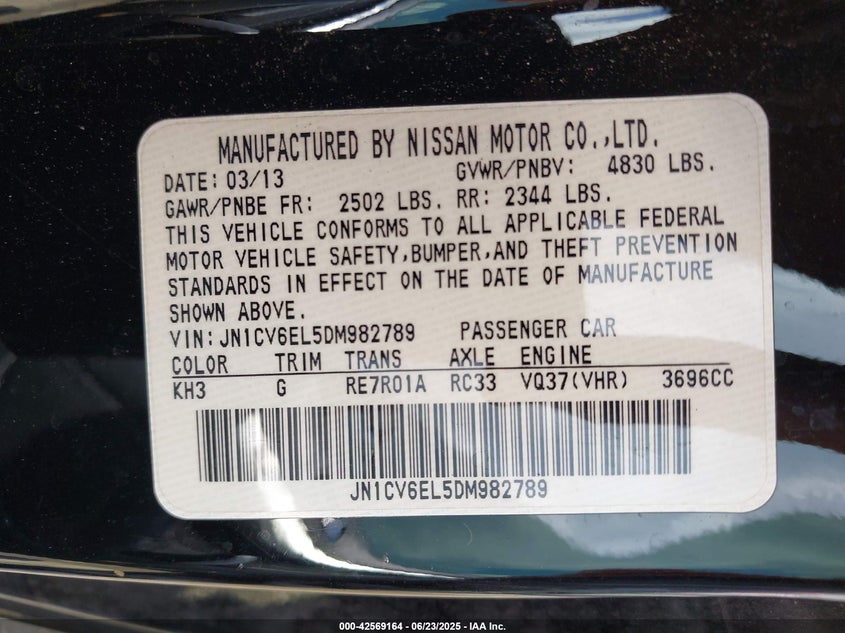 MANUFACTURED BY NISSAN MOTOR CO.,LTD.
DATE: 03/13 GVWR/PNBV: 4830 LBS.
GAWR/PNBE FR: 2502 LBS. RR: 2344 LBS.
THIS VEHICLE CONFORMS TO ALL APPLICABLE FEDERAL
MOTOR VEHICLE SAFETY,BUMPER,AND THEFT PREVENTION
STANDARDS IN EFFECT ON THE DATE OF MANUFACTURE
SHOWN ABOVE.
VIN: JN1CV6EL5DM982789 PASSENGER CAR
COLOR TRIM TRANS AXLE ENGINE
KH3 G RE7R01A RC33 VQ37(VHR) 3696CC
JN1CV6EL5DM982789
000-42569164 - 06/23/2025 - IAA Inc.